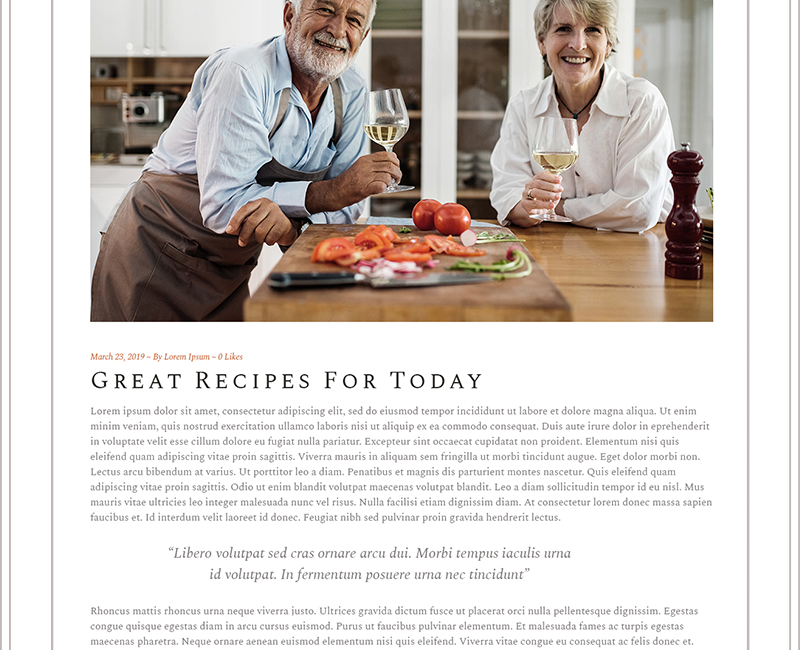 March 23, 2019 – By Lorem Ipsum – 0 Likes
Great Recipes For Today
Lorem ipsum dolor sit amet, consectetur adipiscing elit, sed do eiusmod tempor incididunt ut labore et dolore magna aliqua. Ut enim
minim veniam, quis nostrud exercitation ullamco laboris nisi ut aliquip ex ea commodo consequat. Duis aute irure dolor in eprehenderit
in voluptate velit esse cillum dolore eu fugiat nulla pariatur. Excepteur sint occaecat cupidatat non proident. Elementum nisi quis
eleifend quam adipiscing vitae proin sagittis. Viverra mauris in aliquam sem fringilla ut morbi tincidunt augue. Eget dolor morbi non.
Lectus arcu bibendum at varius. Ut porttitor leo a diam. Penatibus et magnis dis parturient montes nascetur. Quis eleifend quam
adipiscing vitae proin sagittis. Odio ut enim blandit volutpat maecenas volutpat blandit. Leo a diam sollicitudin tempor id eu nisl. Mus
mauris vitae ultricies leo integer malesuada nunc vel risus. Nulla facilisi etiam dignissim diam. At consectetur lorem donec massa sapien
faucibus et. Id interdum velit laoreet id donec. Feugiat nibh sed pulvinar proin gravida hendrerit lectus.
“Libero volutpat sed cras ornare arcu dui. Morbi tempus iaculis urna
id volutpat. In fermentum posuere urna nec tincidunt”
Rhoncus mattis rhoncus urna neque viverra justo. Ultrices gravida dictum fusce ut placerat orci nulla pellentesque dignissim. Egestas
congue quisque egestas diam in arcu cursus euismod. Purus ut faucibus pulvinar elementum. Et malesuada fames ac turpis egestas
maecenas pharetra. Neque ornare aenean euismod elementum nisi quis eleifend. Viverra vitae congue eu consequat ac felis donec et.